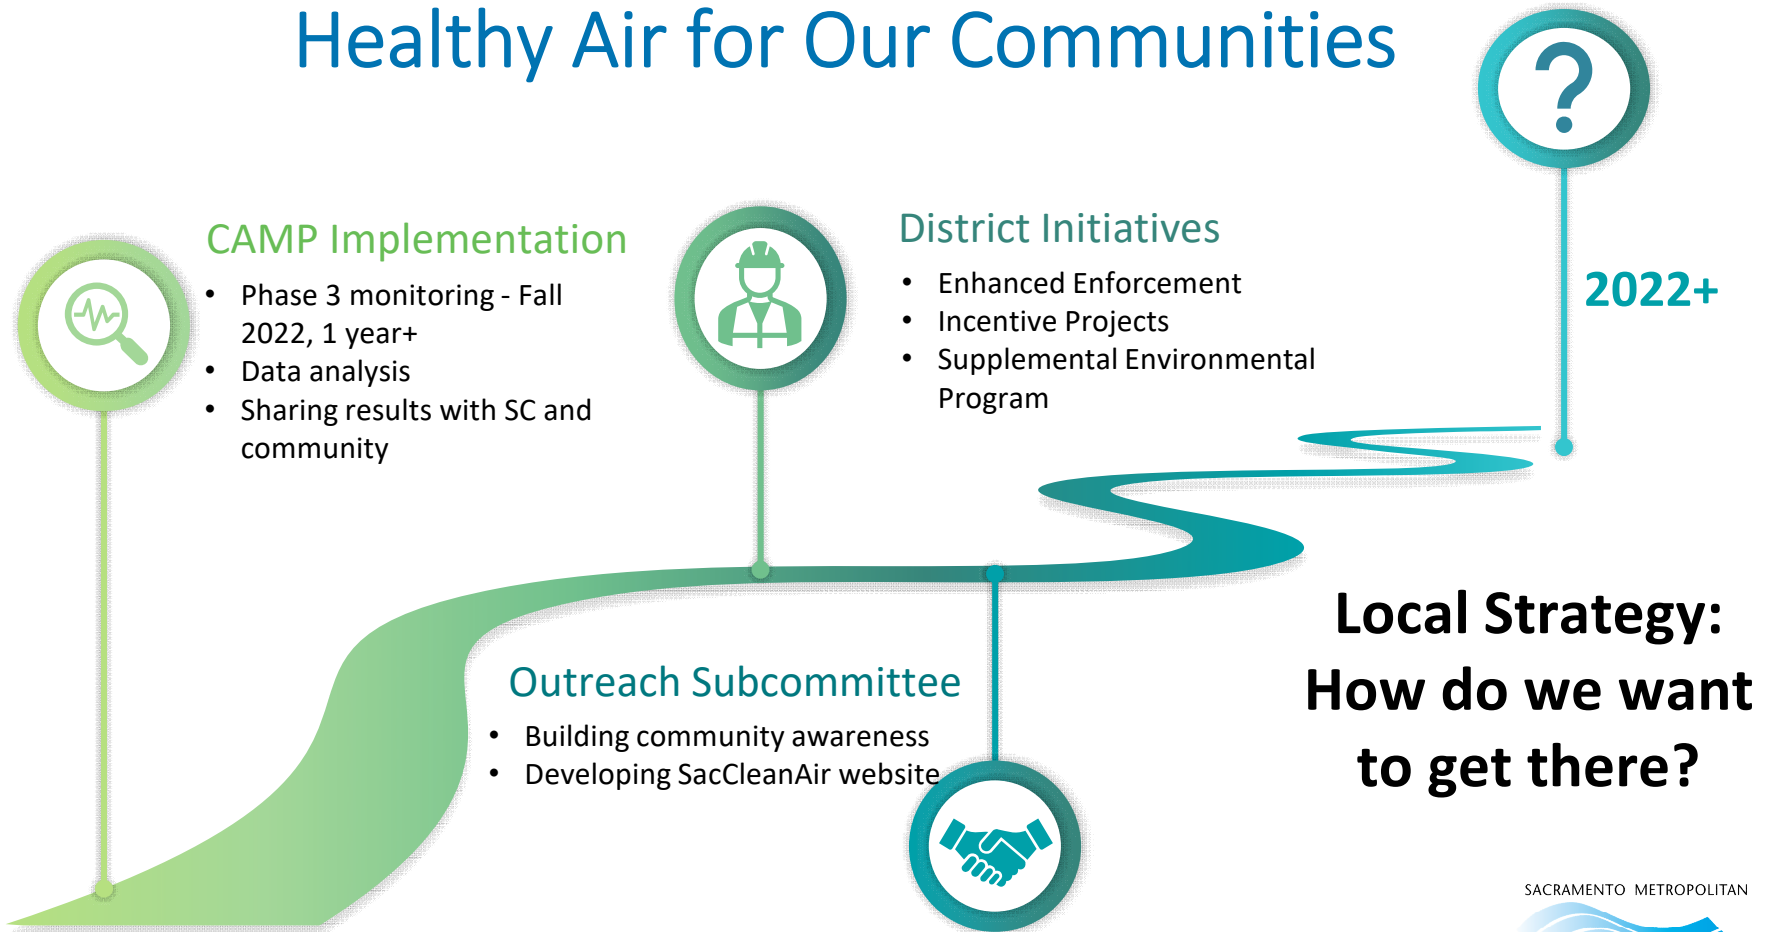 Healthy Air for Our Communities
CAMP Implementation
• Phase 3 monitoring - Fall
2022, 1 year+
• Data analysis
• Sharing results with SC and
community
District Initiatives
• Enhanced Enforcement
• Incentive Projects
• Supplemental Environmental
Program
?
2022+
Outreach Subcommittee
• Building community awareness
• Developing SacCleanAir website
Local Strategy:
How do we want
to get there?
SACRAMENTO METROPOLITAN